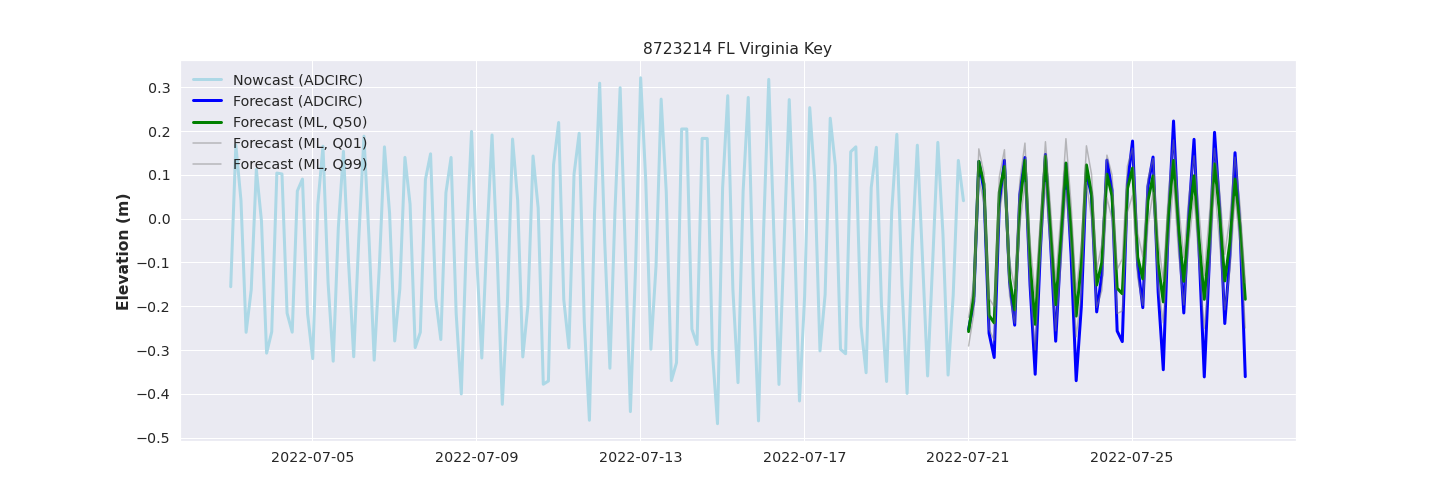 8723214 FL Virginia Key
Nowcast (ADCIRC)
Forecast (ADCIRC)
Forecast (ML, Q50)
Forecast (ML, Q01)
Forecast (ML, Q99)
Elevation (m)
0.3
0.2
0.1
0.0
−0.1
−0.2
−0.3
−0.4
−0.5
2022-07-05
2022-07-09
2022-07-13
2022-07-17
2022-07-21
2022-07-25